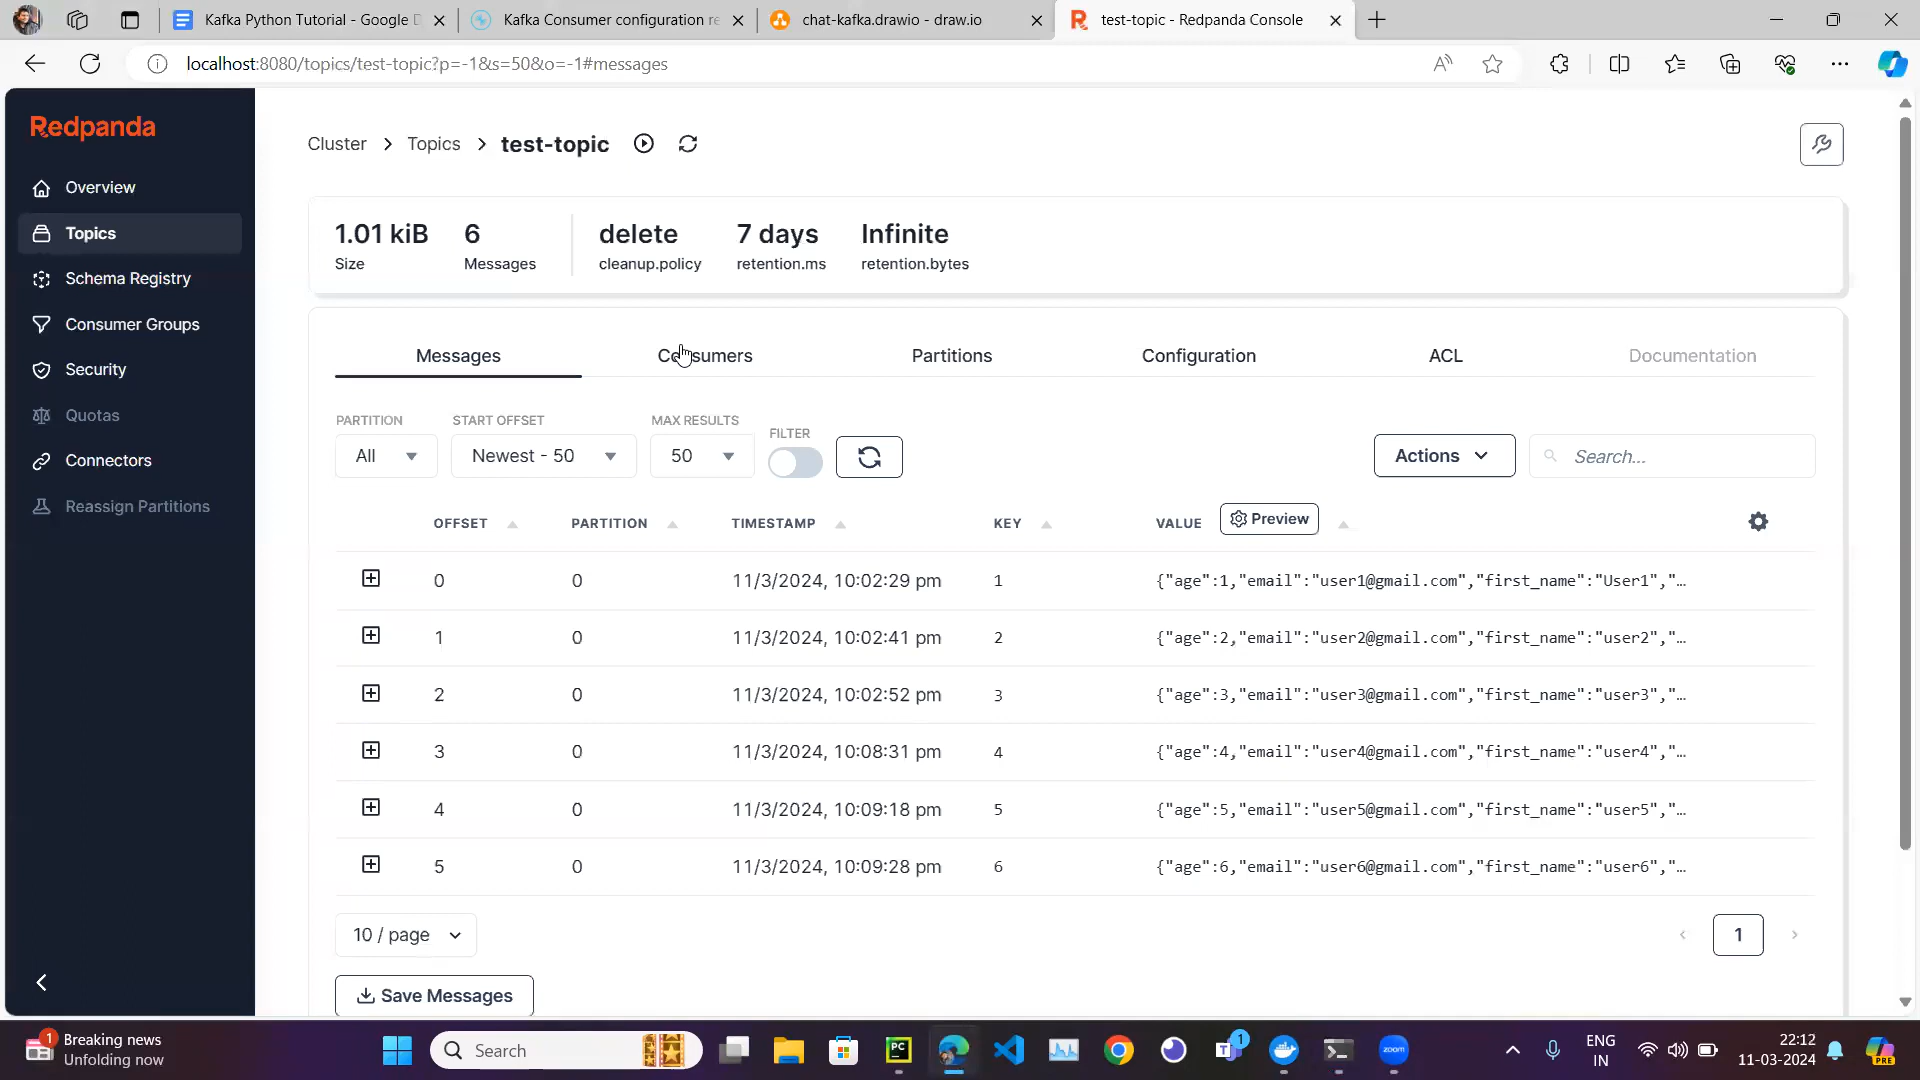 Kafka Python Tutorial - Google D
Kafka Consumer configuration re
chat-kafka.drawio - draw.io
test-topic - Redpanda Console
localhost:8080/topics/test-topic?p=-1&s=50&o=-1#messages
Redpanda
Overview
Topics
Schema Registry
Consumer Groups
Security
Quotas
Connectors
Reassign Partitions
Cluster > Topics > test-topic
1.01 kiB 6 delete 7 days Infinite
Size Messages cleanup.policy retention.ms retention.bytes
Messages Consumers Partitions Configuration ACL Documentation
PARTITION START OFFSET MAX RESULTS FILTER
All Newest - 50 50 Actions Search...
OFFSET PARTITION TIMESTAMP KEY VALUE Preview
0 0 11/3/2024, 10:02:29 pm 1 {"age":1,"email":"user1@gmail.com","first_name":"User1","…
1 0 11/3/2024, 10:02:41 pm 2 {"age":2,"email":"user2@gmail.com","first_name":"user2","…
2 0 11/3/2024, 10:02:52 pm 3 {"age":3,"email":"user3@gmail.com","first_name":"user3","…
3 0 11/3/2024, 10:08:31 pm 4 {"age":4,"email":"user4@gmail.com","first_name":"user4","…
4 0 11/3/2024, 10:09:18 pm 5 {"age":5,"email":"user5@gmail.com","first_name":"user5","…
5 0 11/3/2024, 10:09:28 pm 6 {"age":6,"email":"user6@gmail.com","first_name":"user6","…
10 / page
1
Save Messages
1
Breaking news
Unfolding now
Search
PC
1
zoom
ENG
IN
22:12
11-03-2024
PRE